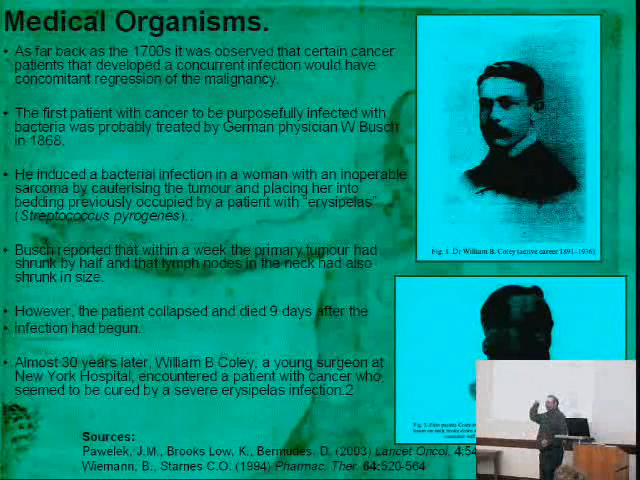 Medical Organisms.
• As far back as the 1700s it was observed that certain cancer
patients that developed a concurrent infection would have
concomitant regression of the malignancy.
• The first patient with cancer to be purposefully infected with
bacteria was probably treated by German physician W Busch
in 1868.
• He induced a bacterial infection in a woman with an inoperable
sarcoma by cauterising the tumour and placing her into
bedding previously occupied by a patient with "erysipelas"
(Streptococcus pyrogenes). .
• Busch reported that within a week the primary tumour had
shrunk by half and that lymph nodes in the neck had also
shrunk in size.
• However, the patient collapsed and died 9 days after the
• infection had begun.
• Almost 30 years later, William B Coley, a young surgeon at
New York Hospital, encountered a patient with cancer who
seemed to be cured by a severe erysipelas infection.2
Sources:
Pawelek, J.M., Brooks Low, K., Bermudes, D. (2003) Lancet Oncol. 4:54
Wiemann, B., Starnes C.O. (1994) Pharmac. Ther. 64:520-564
Fig. 1. Dr William B. Coley (active career 1891-1936)